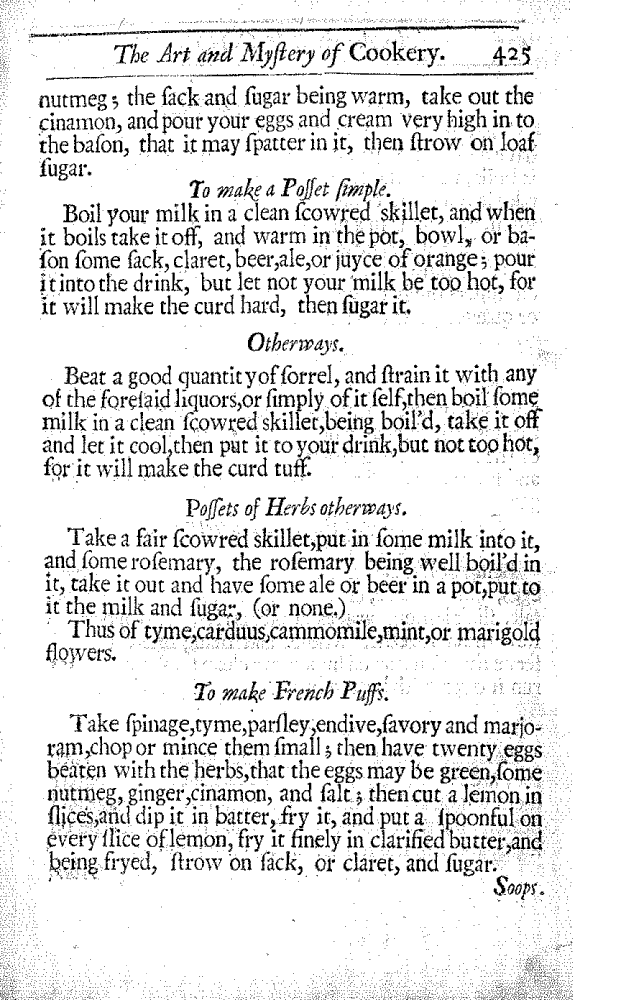 The Art and Myſtery of Cookery. 425
nutmeg; the ſack and ſugar being warm, take out the
cinamon, and pour your eggs and cream very high in to
the baſon, that it may ſpatter in it, then ſtrow on loaf
ſugar.
To make a Poſſet ſimple.
Boil your milk in a clean ſcowred ſkillet, and when
it boils take it off, and warm in the pot, bowl, or ba-
ſon ſome ſack, claret, beer, ale, or juyce of orange; pour
it into the drink, but let not your milk be too hot, for
it will make the curd hard, then ſugar it.
Otherways.
Beat a good quantity of ſorrel, and ſtrain it with any
of the foreſaid liquors, or ſimply of it ſelf, then boil ſome
milk in a clean ſcowred ſkillet, being boil'd, take it off
and let it cool, then put it to your drink, but not too hot,
for it will make the curd tuff.
Poſſets of Herbs otherways.
Take a fair ſcowred ſkillet, put in ſome milk into it,
and ſome roſemary, the roſemary being well boil'd in
it, take it out and have ſome ale or beer in a pot, put to
it the milk and ſugar, (or none.)
Thus of tyme, carduus, cammomile, mint, or marigold
flowers.
To make French Puffs.
Take ſpinage, tyme, parſley, endive, ſavory and marjo-
ram, chop or mince them ſmall; then have twenty eggs
beaten with the herbs, that the eggs may be green, ſome
nutmeg, ginger, cinamon, and ſalt; then cut a lemon in
ſlices, and dip it in batter, fry it, and put a ſpoonful on
every ſlice of lemon, fry it finely in clarified butter, and
being fryed, ſtrow on ſack, or claret, and ſugar.
Soops.